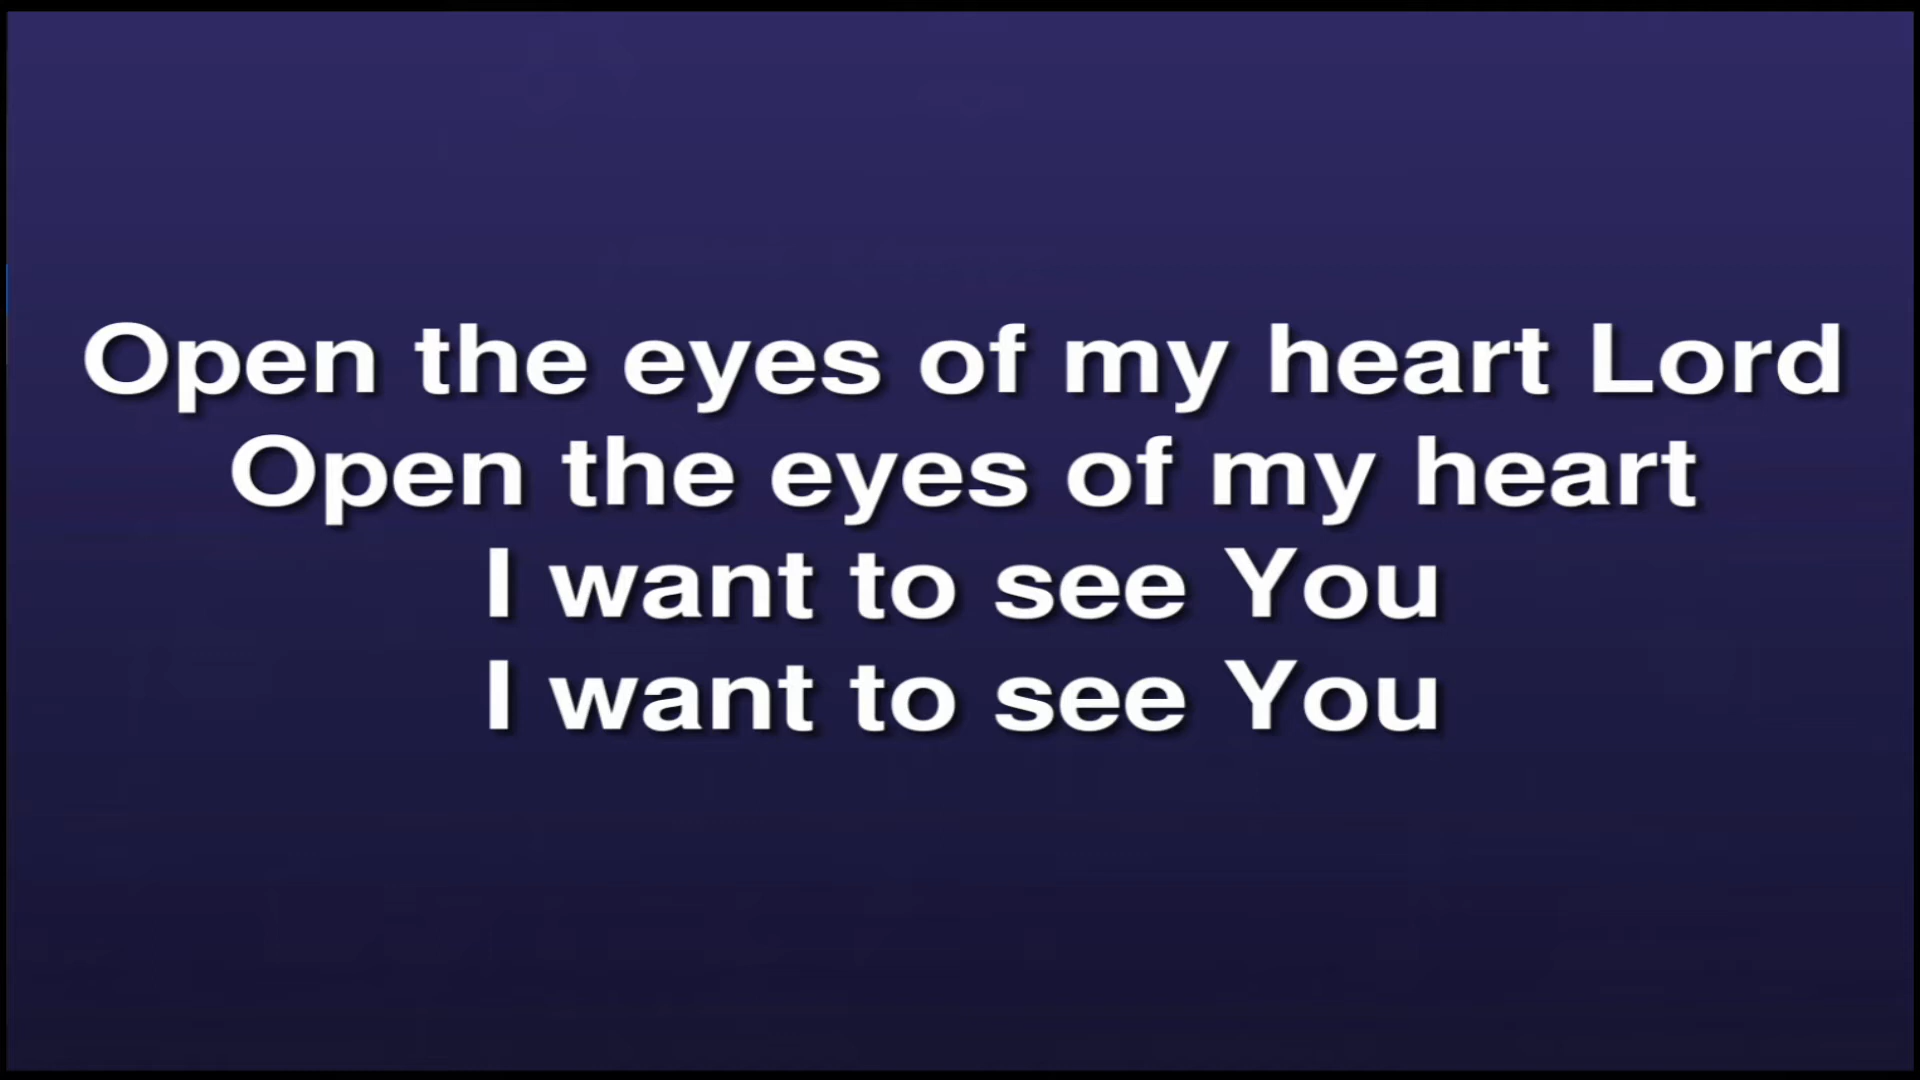 Open the eyes of my heart Lord
Open the eyes of my heart
I want to see You
I want to see You